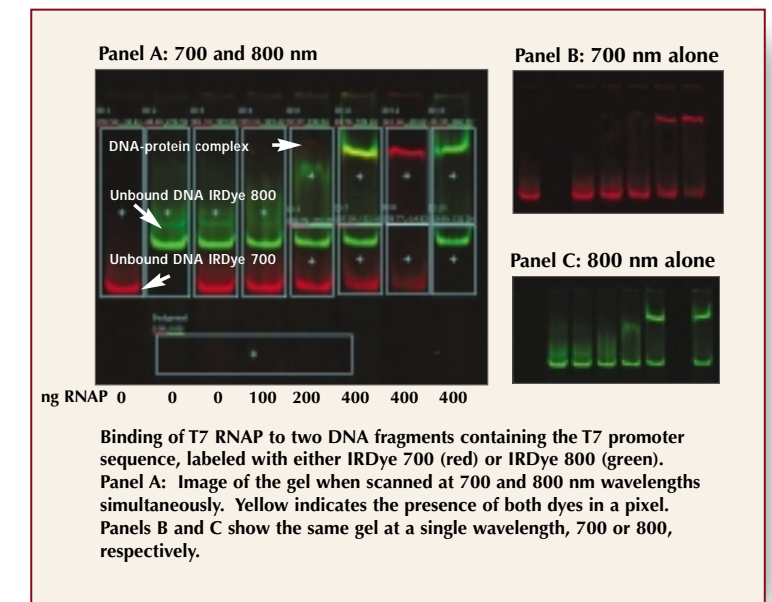 Panel A: 700 and 800 nm
Panel B: 700 nm alone
DNA-protein complex
Unbound DNA IRDye 800
Unbound DNA IRDye 700
Panel C: 800 nm alone
Background
ng RNAP 0 0 0 100 200 400 400 400
Binding of T7 RNAP to two DNA fragments containing the T7 promoter
sequence, labeled with either IRDye 700 (red) or IRDye 800 (green).
Panel A: Image of the gel when scanned at 700 and 800 nm wavelengths
simultaneously. Yellow indicates the presence of both dyes in a pixel.
Panels B and C show the same gel at a single wavelength, 700 or 800,
respectively.